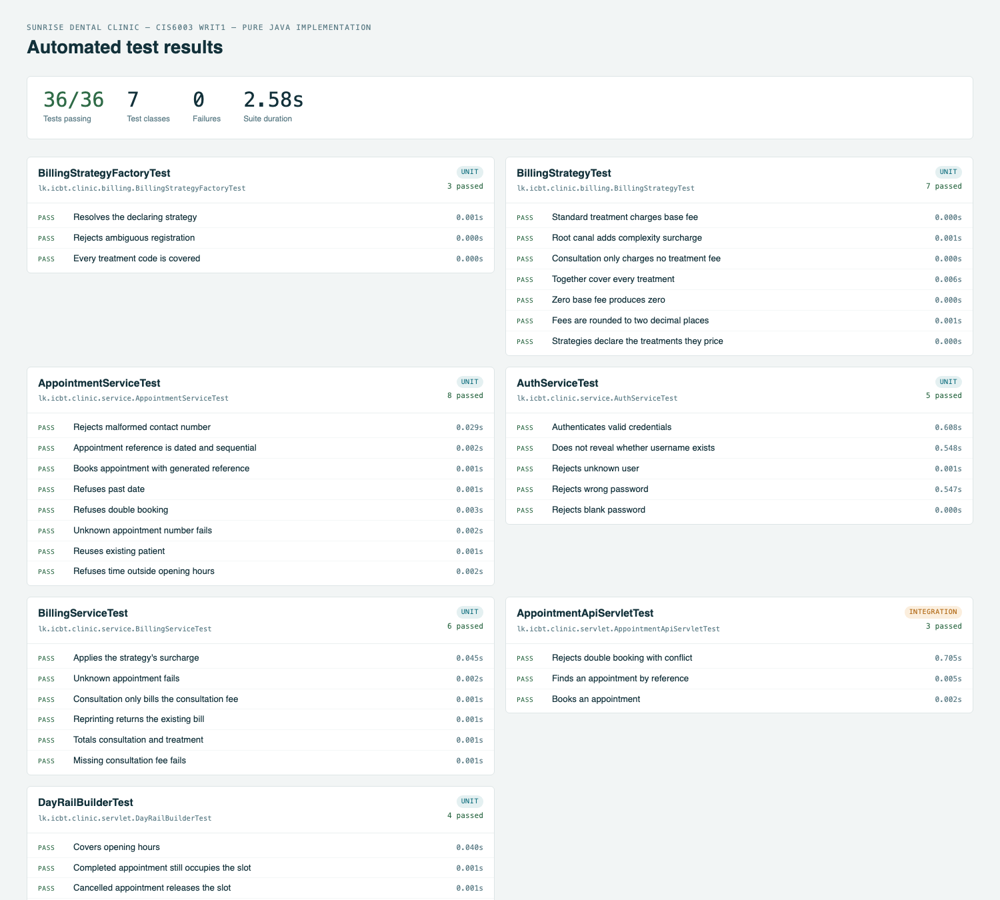 SUNRISE DENTAL CLINIC — CIS6003 WRIT1 — PURE JAVA IMPLEMENTATION
Automated test results
36/36 7 0 2.58s
Tests passing Test classes Failures Suite duration
BillingStrategyFactoryTest UNIT
lk.icbt.clinic.billing.BillingStrategyFactoryTest 3 passed
PASS Resolves the declaring strategy 0.001s
PASS Rejects ambiguous registration 0.000s
PASS Every treatment code is covered 0.000s
BillingStrategyTest UNIT
lk.icbt.clinic.billing.BillingStrategyTest 7 passed
PASS Standard treatment charges base fee 0.000s
PASS Root canal adds complexity surcharge 0.001s
PASS Consultation only charges no treatment fee 0.000s
PASS Together cover every treatment 0.006s
PASS Zero base fee produces zero 0.000s
PASS Fees are rounded to two decimal places 0.001s
PASS Strategies declare the treatments they price 0.000s
AppointmentServiceTest UNIT
lk.icbt.clinic.service.AppointmentServiceTest 8 passed
PASS Rejects malformed contact number 0.029s
PASS Appointment reference is dated and sequential 0.002s
PASS Books appointment with generated reference 0.001s
PASS Refuses past date 0.001s
PASS Refuses double booking 0.003s
PASS Unknown appointment number fails 0.002s
PASS Reuses existing patient 0.001s
PASS Refuses time outside opening hours 0.002s
AuthServiceTest UNIT
lk.icbt.clinic.service.AuthServiceTest 5 passed
PASS Authenticates valid credentials 0.608s
PASS Does not reveal whether username exists 0.548s
PASS Rejects unknown user 0.001s
PASS Rejects wrong password 0.547s
PASS Rejects blank password 0.000s
BillingServiceTest UNIT
lk.icbt.clinic.service.BillingServiceTest 6 passed
PASS Applies the strategy's surcharge 0.045s
PASS Unknown appointment fails 0.002s
PASS Consultation only bills the consultation fee 0.001s
PASS Reprinting returns the existing bill 0.001s
PASS Totals consultation and treatment 0.001s
PASS Missing consultation fee fails 0.001s
AppointmentApiServletTest INTEGRATION
lk.icbt.clinic.servlet.AppointmentApiServletTest 3 passed
PASS Rejects double booking with conflict 0.705s
PASS Finds an appointment by reference 0.005s
PASS Books an appointment 0.002s
DayRailBuilderTest UNIT
lk.icbt.clinic.servlet.DayRailBuilderTest 4 passed
PASS Covers opening hours 0.040s
PASS Completed appointment still occupies the slot 0.001s
PASS Cancelled appointment releases the slot 0.001s